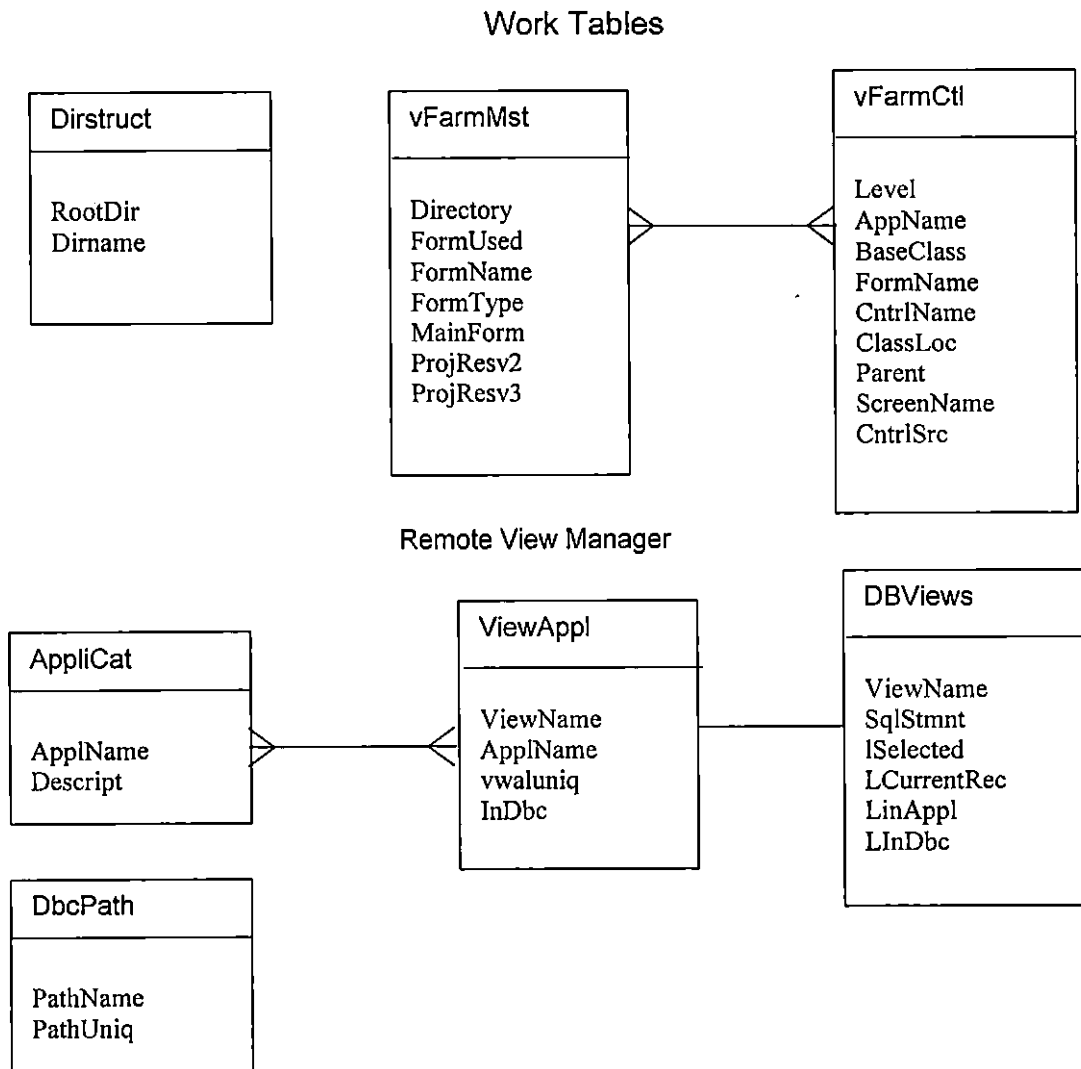 Work Tables
Dirstruct
RootDir
Dirname
vFarmMst
Directory
FormUsed
FormName
FormType
MainForm
ProjResv2
ProjResv3
vFarmCtl
Level
AppName
BaseClass
FormName
CntrlName
ClassLoc
Parent
ScreenName
CntrlSrc
Remote View Manager
AppliCat
ApplName
Descript
ViewAppl
ViewName
ApplName
vwaluniq
InDbc
DBViews
ViewName
SqlStmnt
lSelected
LCurrentRec
LinAppl
LInDbc
DbcPath
PathName
PathUniq